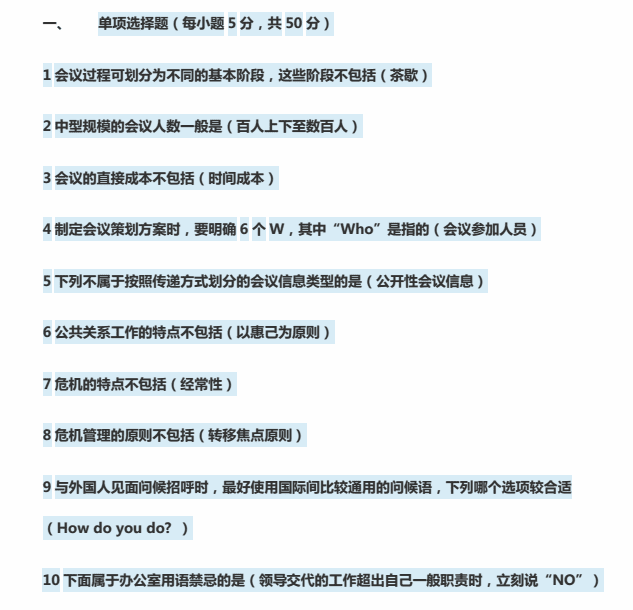 一、 单项选择题（每小题 5 分，共 50 分）
1 会议过程可划分为不同的基本阶段，这些阶段不包括（茶歇）
2 中型规模的会议人数一般是（百人上下至数百人）
3 会议的直接成本不包括（时间成本）
4 制定会议策划方案时，要明确 6 个 W，其中“Who”是指的（会议参加人员）
5 下列不属于按照传递方式划分的会议信息类型的是（公开性会议信息）
6 公共关系工作的特点不包括（以惠己为原则）
7 危机的特点不包括（经常性）
8 危机管理的原则不包括（转移焦点原则）
9 与外国人见面问候招呼时，最好使用国际间比较通用的问候语，下列哪个选项较合适
（How do you do? ）
10 下面属于办公室用语禁忌的是（领导交代的工作超出自己一般职责时，立刻说“NO” ）